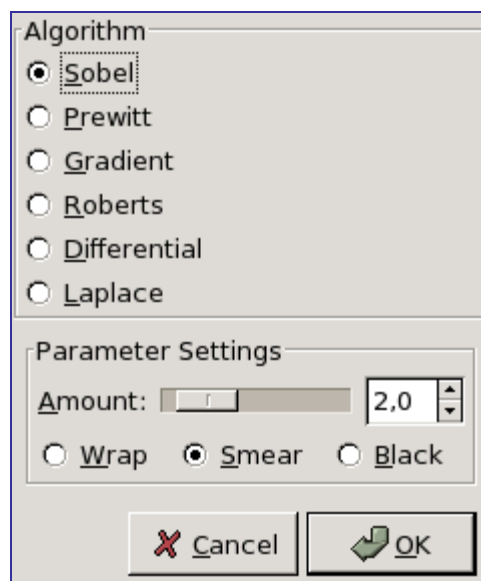 Algorithm
Sobel
Prewitt
Gradient
Roberts
Differential
Laplace
Parameter Settings
Amount: 2,0
Wrap Smear Black
Cancel OK